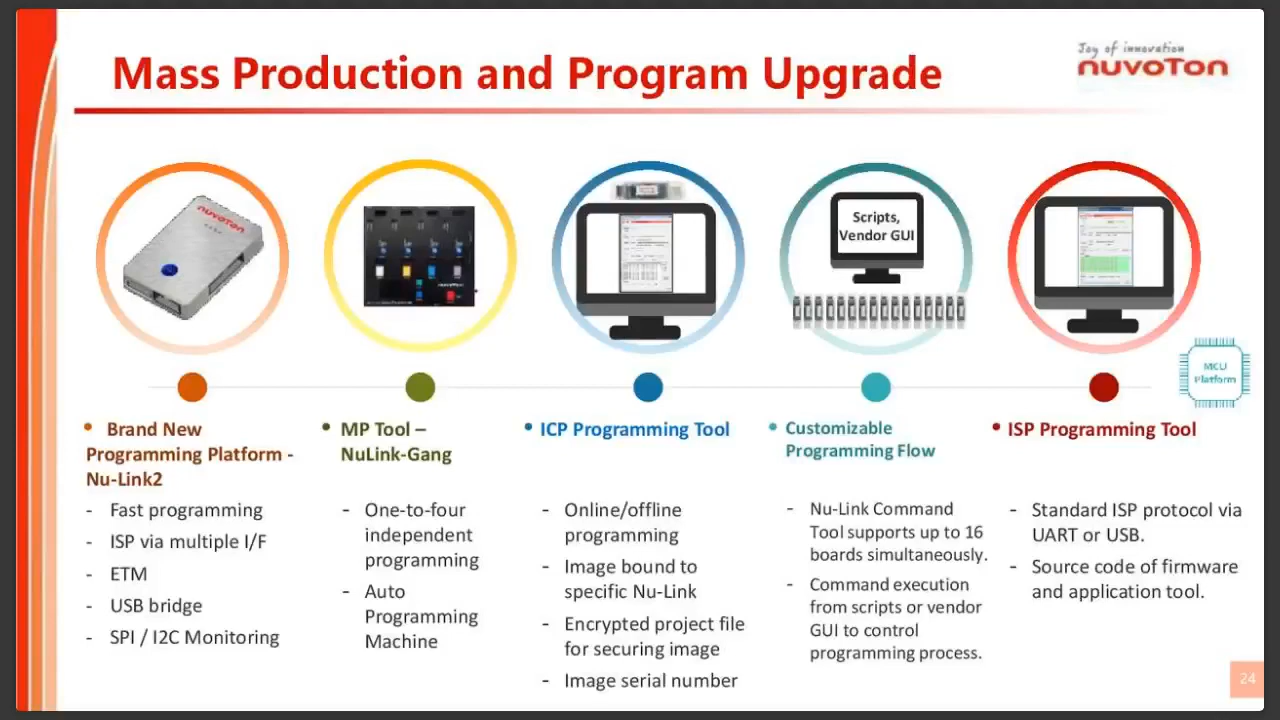 Mass Production and Program Upgrade
Joy of innovation
nuvoTon
nuvoTon
nuvoTon
Scripts,
Vendor GUI
MCU
Platform
• Brand New
Programming Platform -
Nu-Link2
- Fast programming
- ISP via multiple I/F
- ETM
- USB bridge
- SPI / I2C Monitoring
• MP Tool –
NuLink-Gang
- One-to-four
independent
programming
- Auto
Programming
Machine
• ICP Programming Tool
- Online/offline
programming
- Image bound to
specific Nu-Link
- Encrypted project file
for securing image
- Image serial number
• Customizable
Programming Flow
- Nu-Link Command
Tool supports up to 16
boards simultaneously.
- Command execution
from scripts or vendor
GUI to control
programming process.
• ISP Programming Tool
- Standard ISP protocol via
UART or USB.
- Source code of firmware
and application tool.
24